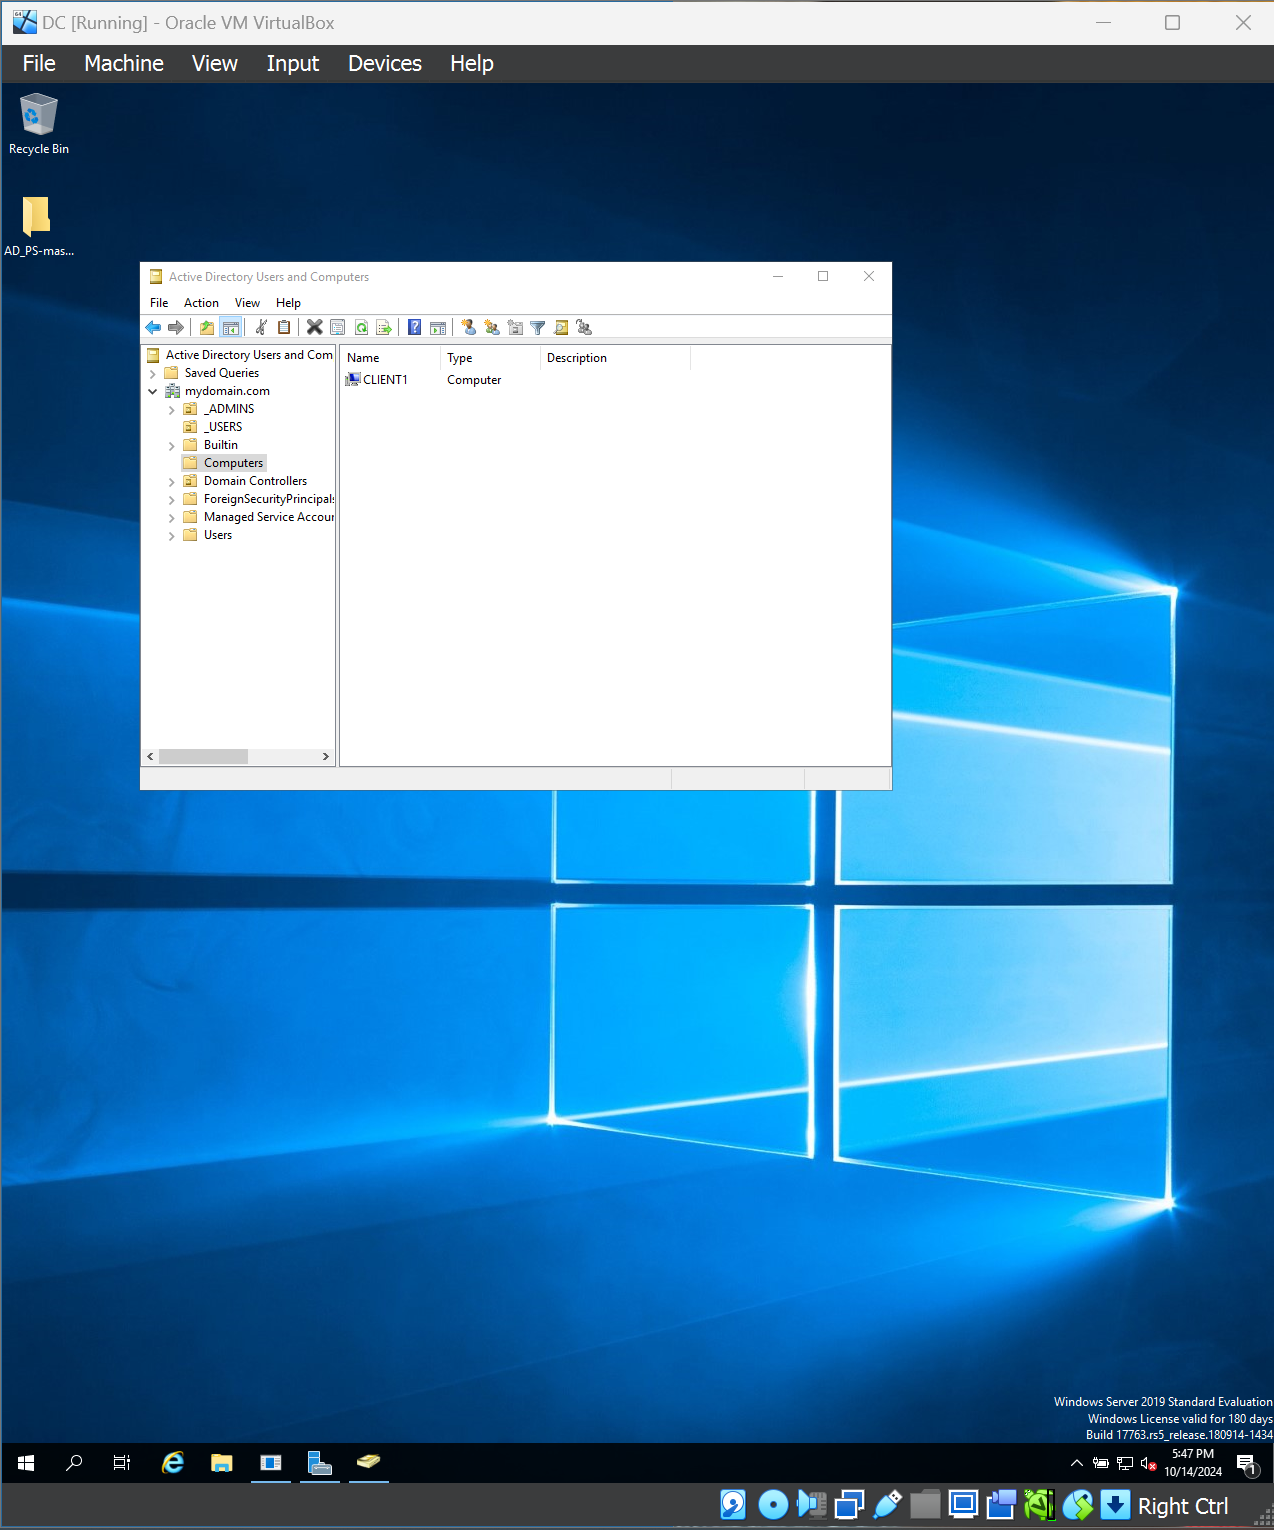 DC [Running] - Oracle VM VirtualBox
File Machine View Input Devices Help
Recycle Bin
AD_PS-mas...
Active Directory Users and Computers
File Action View Help
Active Directory Users and Com
Saved Queries
mydomain.com
_ADMINS
_USERS
Builtin
Computers
Domain Controllers
ForeignSecurityPrincipals
Managed Service Accour
Users
Name Type Description
CLIENT1 Computer
Windows Server 2019 Standard Evaluation
Windows License valid for 180 days
Build 17763.rs5_release.180914-1434
5:47 PM
10/14/2024
1
Right Ctrl